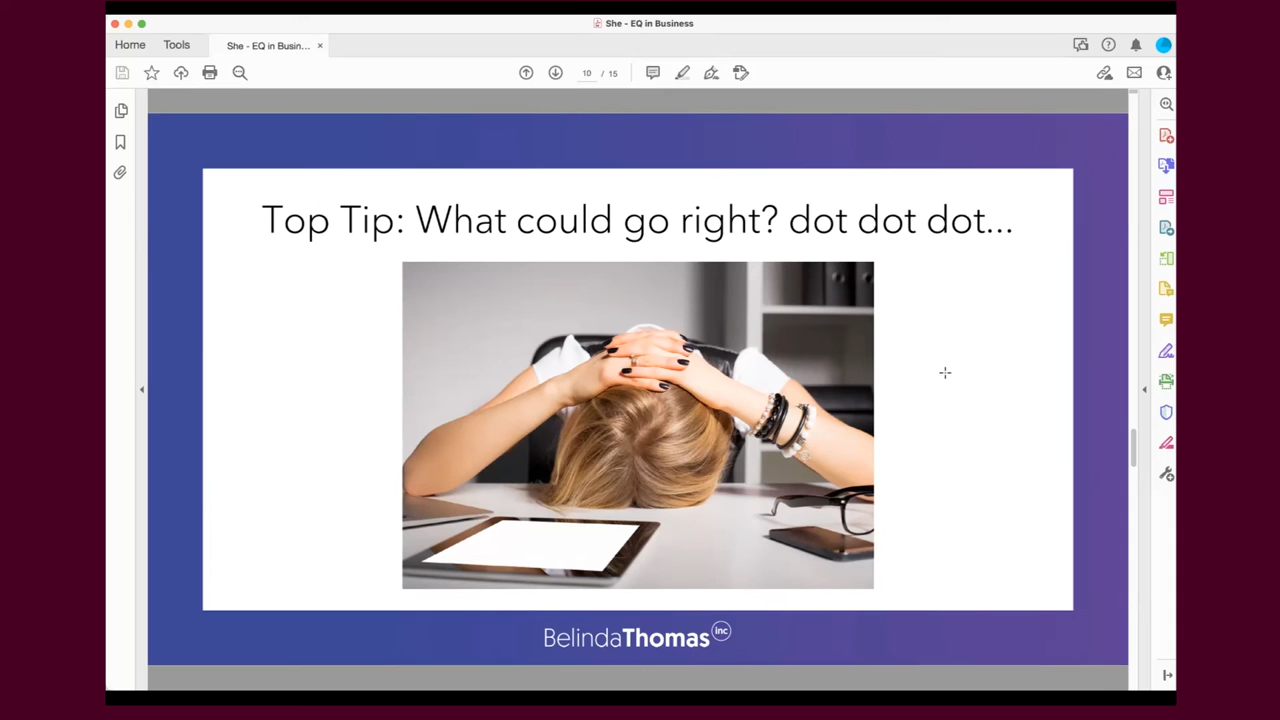 She - EQ in Business
Home Tools She - EQ in Busin... ×
10 / 15
Top Tip: What could go right? dot dot dot...
BelindaThomas inc